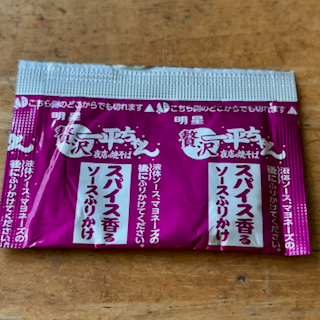 ▲こちら側のどこからでも切れます▲こちら側のどこからでも切れます
明星
贅沢 一平ちゃん
夜店の焼そば
スパイス香る
ソースふりかけ
液体ソース、マヨネーズの
後にふりかけてください。
明星
贅沢 一平ちゃん
夜店の焼そば
スパイス香る
ソースふりかけ
液体ソース、マヨネーズの
後にふりかけてください。